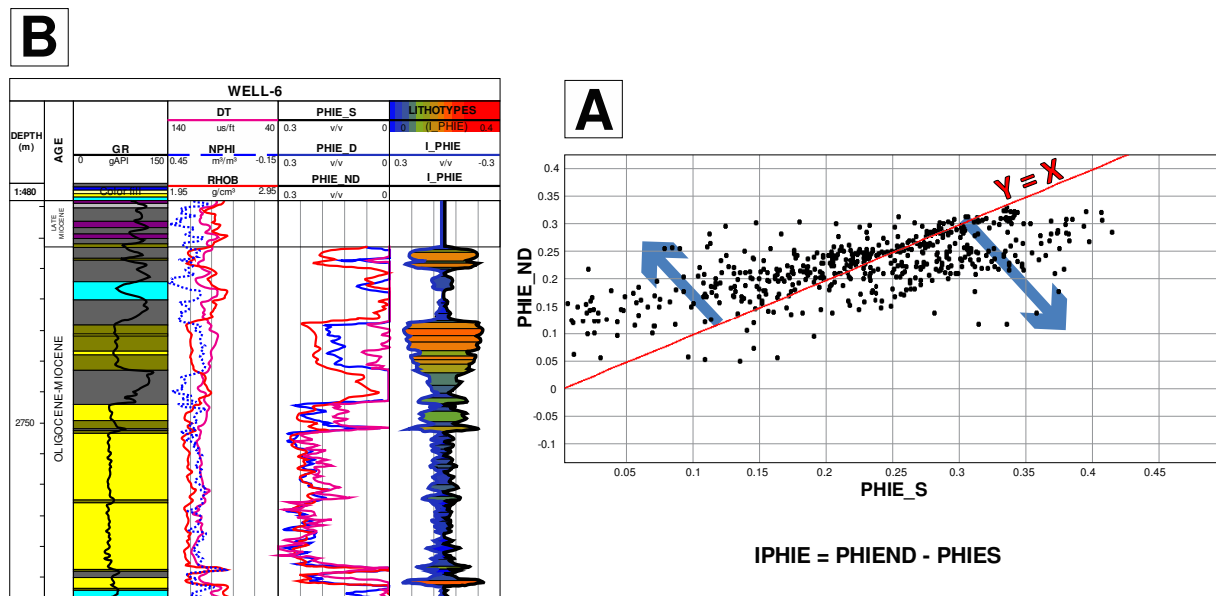 B
WELL-6
DEPTH
(m)
AGE
GR
0 gAPI 150
Color fill
DT
140 us/ft 40
NPHI
0.45 m³/m³ -0.15
RHOB
1.95 g/cm³ 2.95
PHIE_S
0.3 v/v 0
PHIE_D
0.3 v/v 0
PHIE_ND
0.3 v/v 0
LITHOTYPES
0 (I_PHIE) 0.4
I_PHIE
0.3 v/v -0.3
I_PHIE
1:480
LATE
MIOCENE
OLIGOCENE-MIOCENE
2750
A
Y = X
PHIE_ND
0.4
0.35
0.3
0.25
0.2
0.15
0.1
0.05
0
-0.05
-0.1
0.05 0.1 0.15 0.2 0.25 0.3 0.35 0.4 0.45
PHIE_S
IPHIE = PHIEND - PHIES